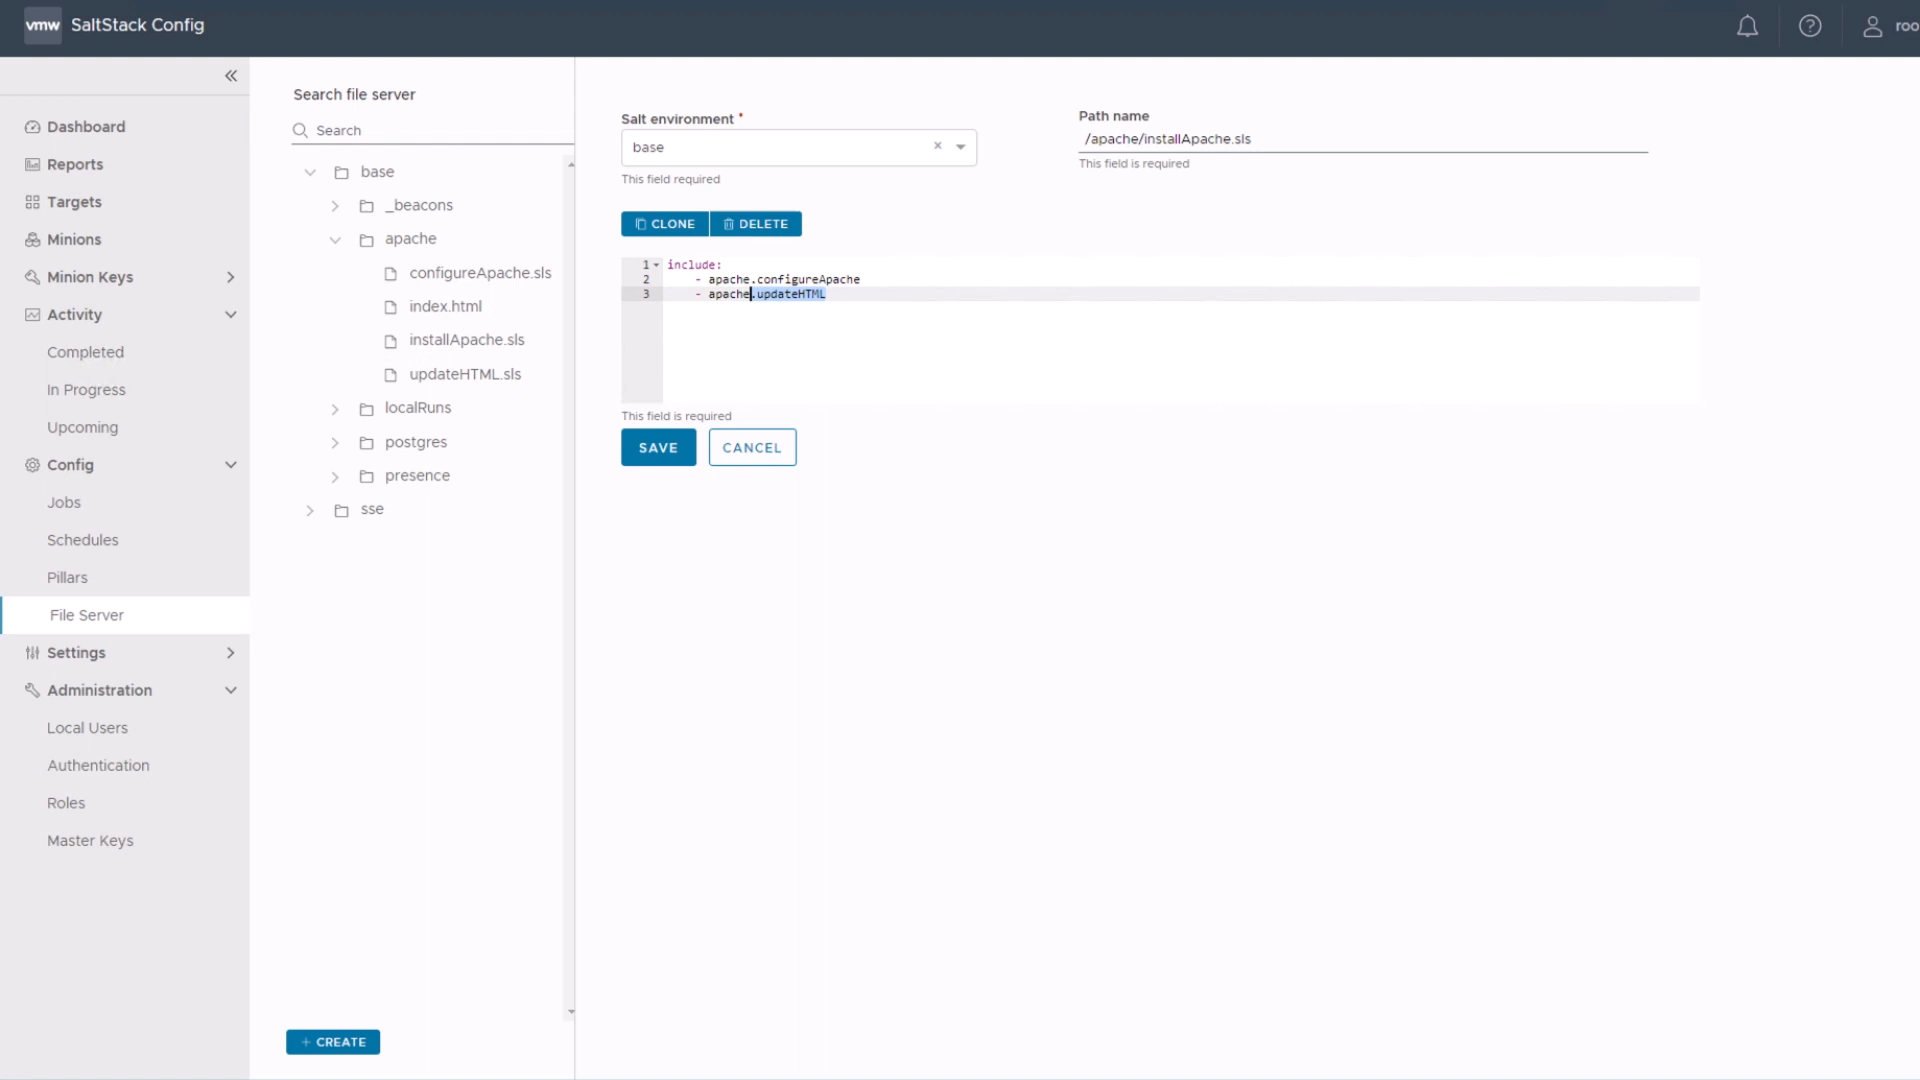 vmw SaltStack Config
roo
Dashboard
Reports
Targets
Minions
Minion Keys
Activity
Completed
In Progress
Upcoming
Config
Jobs
Schedules
Pillars
File Server
Settings
Administration
Local Users
Authentication
Roles
Master Keys
Search file server
Search
base
_beacons
apache
configureApache.sls
index.html
installApache.sls
updateHTML.sls
localRuns
postgres
presence
sse
+ CREATE
Salt environment *
base ×
This field required
Path name
/apache/installApache.sls
This field is required
CLONE DELETE
1 include:
2 - apache.configureApache
3 - apache.updateHTML
This field is required
SAVE CANCEL